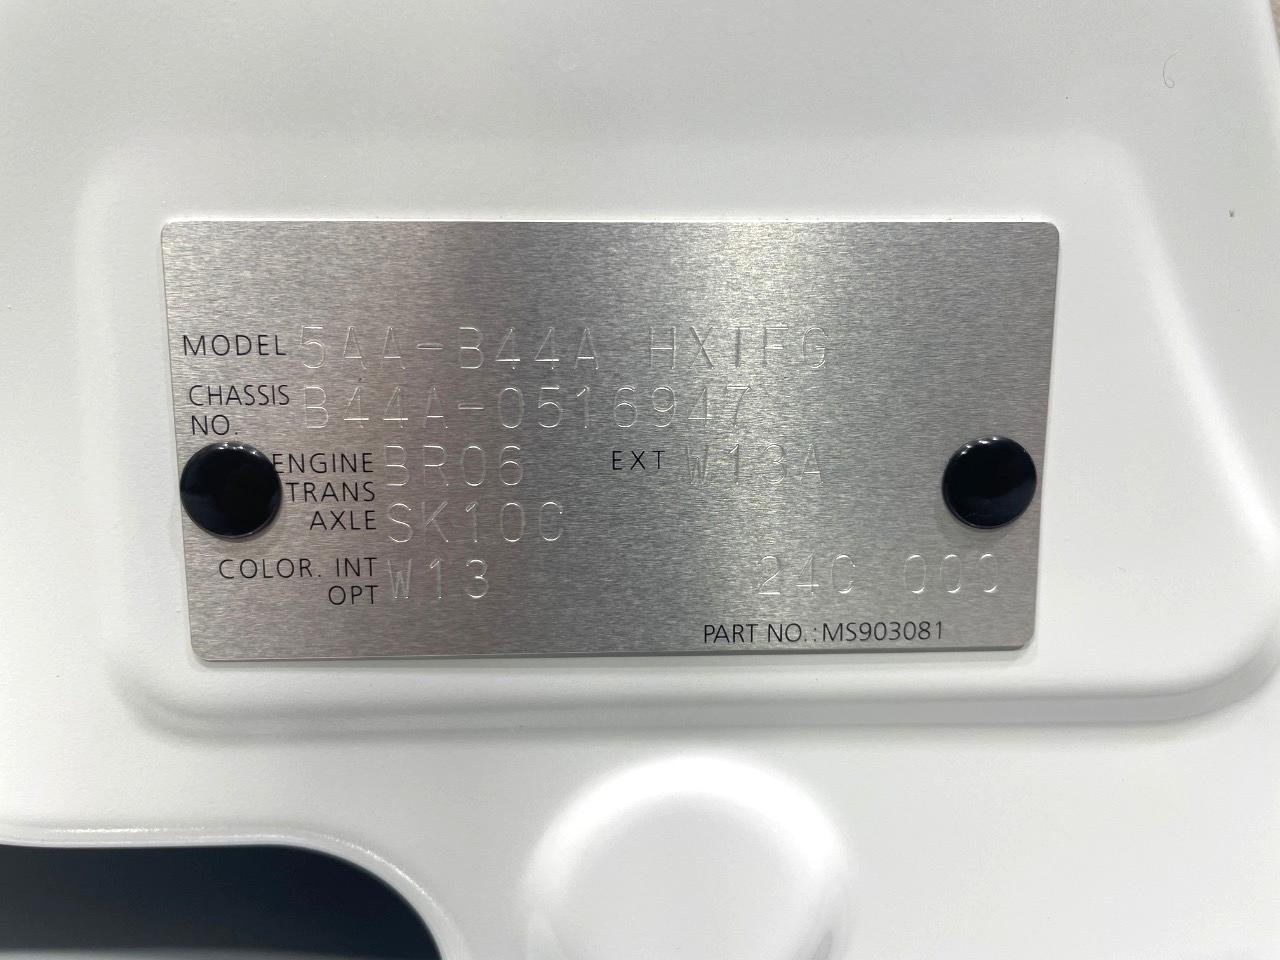 MODEL 5AA-B44A HXTFG
CHASSIS NO. B44A-0516947
ENGINE BR06 EXT W13A
TRANS AXLE SK10C
COLOR. INT OPT W13 24C 000
PART NO.:MS903081